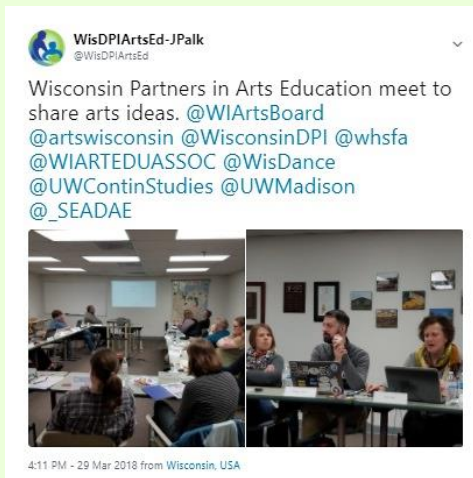 WisDPIArtsEd-JPalk
@WisDPIArtsEd
Wisconsin Partners in Arts Education meet to
share arts ideas. @WIArtsBoard
@artswisconsin @WisconsinDPI @whsfa
@WIARTEDUASSOC @WisDance
@UWContinStudies @UWMadison
@_SEADAE
4:11 PM - 29 Mar 2018 from Wisconsin, USA